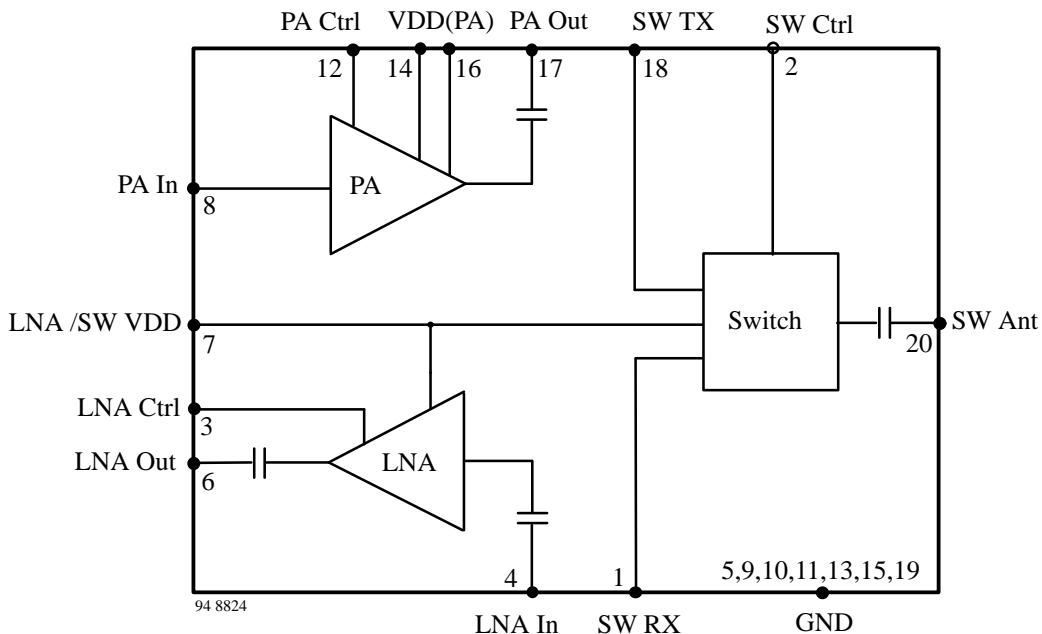 PA Ctrl VDD(PA) PA Out SW TX SW Ctrl
12 14 16 17 18 2
PA In
8
PA
LNA /SW VDD
7
Switch
SW Ant
20
LNA Ctrl
3
LNA Out
6
LNA
4 1 5,9,10,11,13,15,19
94 8824
LNA In SW RX GND